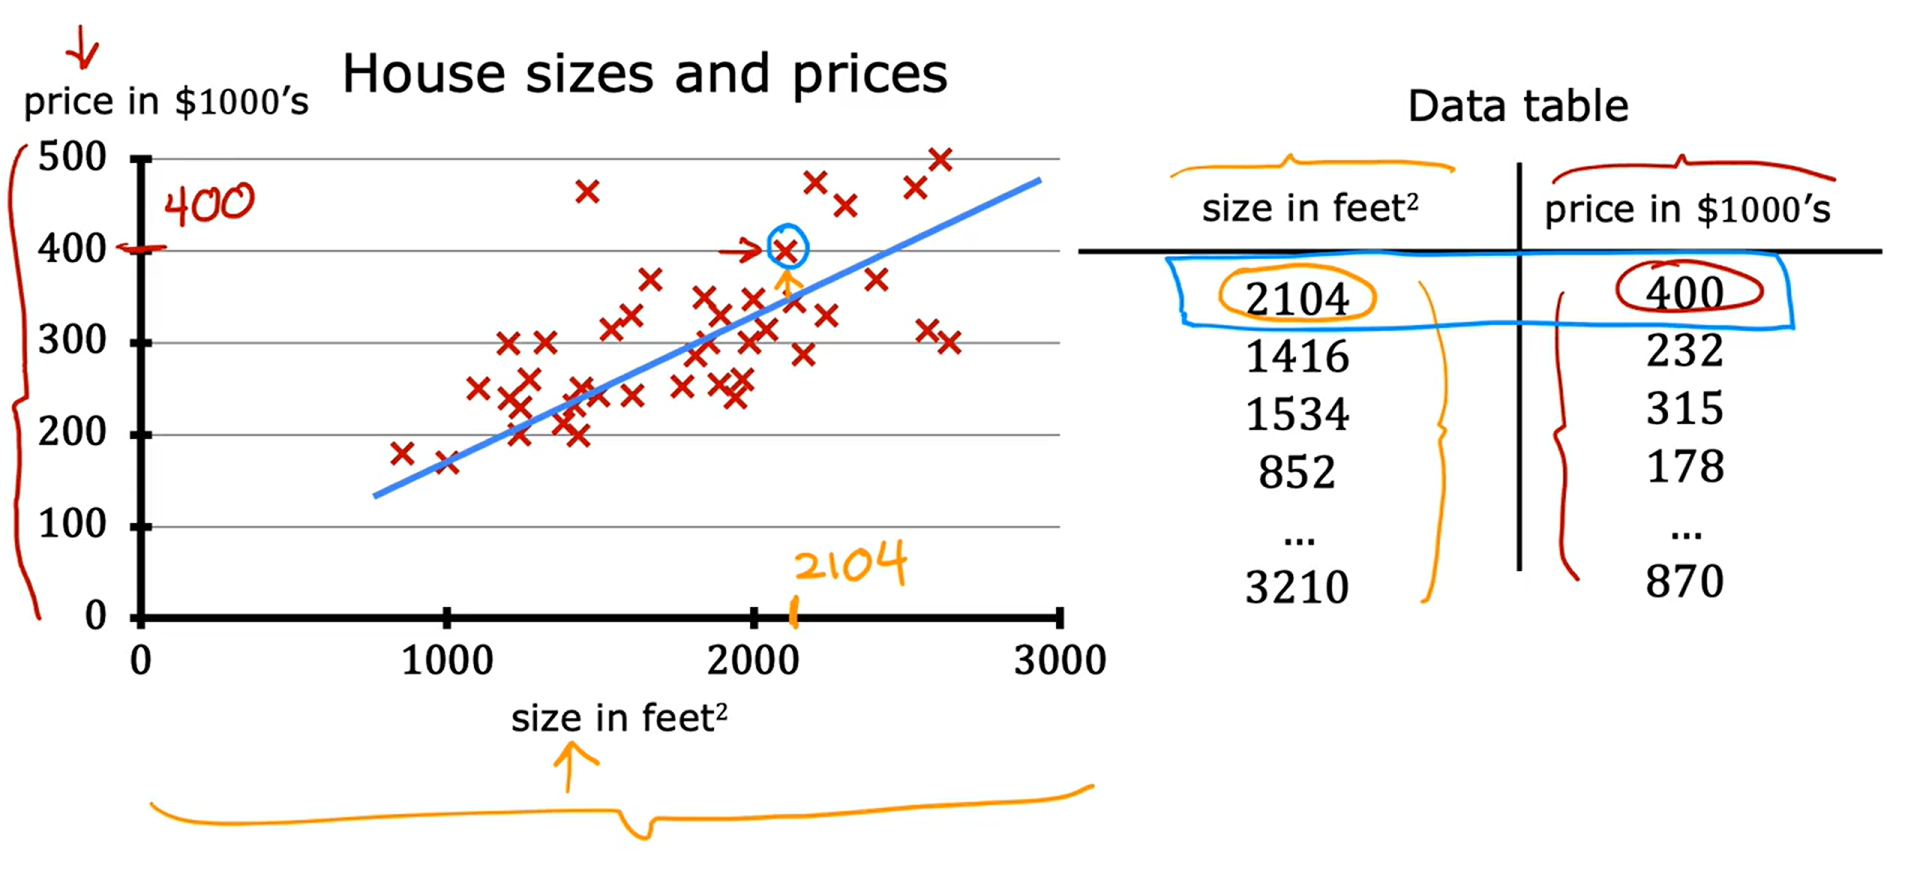 House sizes and prices
price in $1000's
500
400
400
300
200
100
0
2104
0 1000 2000 3000
size in feet²
Data table
size in feet² price in $1000's
2104 400
1416 232
1534 315
852 178
... ...
3210 870